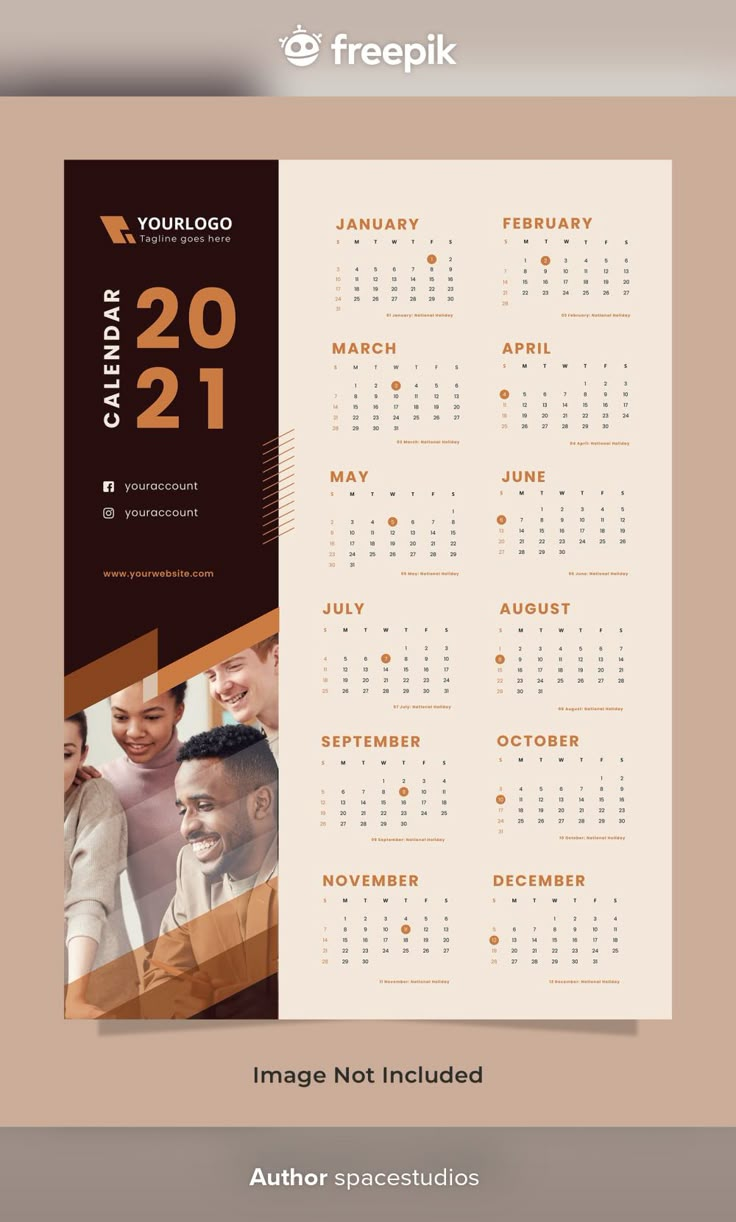 freepik
YOURLOGO
Tagline goes here
CALENDAR
20
21
youraccount
youraccount
www.yourwebsite.com
JANUARY
S M T W T F S
1 2
3 4 5 6 7 8 9
10 11 12 13 14 15 16
17 18 19 20 21 22 23
24 25 26 27 28 29 30
31
01 January: National Holiday
FEBRUARY
S M T W T F S
1 2 3 4 5 6
7 8 9 10 11 12 13
14 15 16 17 18 19 20
21 22 23 24 25 26 27
28
02 February: National Holiday
MARCH
S M T W T F S
1 2 3 4 5 6
7 8 9 10 11 12 13
14 15 16 17 18 19 20
21 22 23 24 25 26 27
28 29 30 31
03 March: National Holiday
APRIL
S M T W T F S
1 2 3
4 5 6 7 8 9 10
11 12 13 14 15 16 17
18 19 20 21 22 23 24
25 26 27 28 29 30
04 April: National Holiday
MAY
S M T W T F S
1
2 3 4 5 6 7 8
9 10 11 12 13 14 15
16 17 18 19 20 21 22
23 24 25 26 27 28 29
30 31
05 May: National Holiday
JUNE
S M T W T F S
1 2 3 4 5
6 7 8 9 10 11 12
13 14 15 16 17 18 19
20 21 22 23 24 25 26
27 28 29 30
June: National Holiday
JULY
S M T W T F S
1 2 3
4 5 6 7 8 9 10
11 12 13 14 15 16 17
18 19 20 21 22 23 24
25 26 27 28 29 30 31
07 July: National Holiday
AUGUST
S M T W T F S
1 2 3 4 5 6 7
8 9 10 11 12 13 14
15 16 17 18 19 20 21
22 23 24 25 26 27 28
29 30 31
08 August: National Holiday
SEPTEMBER
S M T W T F S
1 2 3 4
5 6 7 8 9 10 11
12 13 14 15 16 17 18
19 20 21 22 23 24 25
26 27 28 29 30
09 September: National Holiday
OCTOBER
S M T W T F S
1 2
3 4 5 6 7 8 9
10 11 12 13 14 15 16
17 18 19 20 21 22 23
24 25 26 27 28 29 30
31
10 October: National Holiday
NOVEMBER
S M T W T F S
1 2 3 4 5 6
7 8 9 10 11 12 13
14 15 16 17 18 19 20
21 22 23 24 25 26 27
28 29 30
11 November: National Holiday
DECEMBER
S M T W T F S
1 2 3 4
5 6 7 8 9 10 11
12 13 14 15 16 17 18
19 20 21 22 23 24 25
26 27 28 29 30 31
12 December: National Holiday
Image Not Included
Author spacestudios